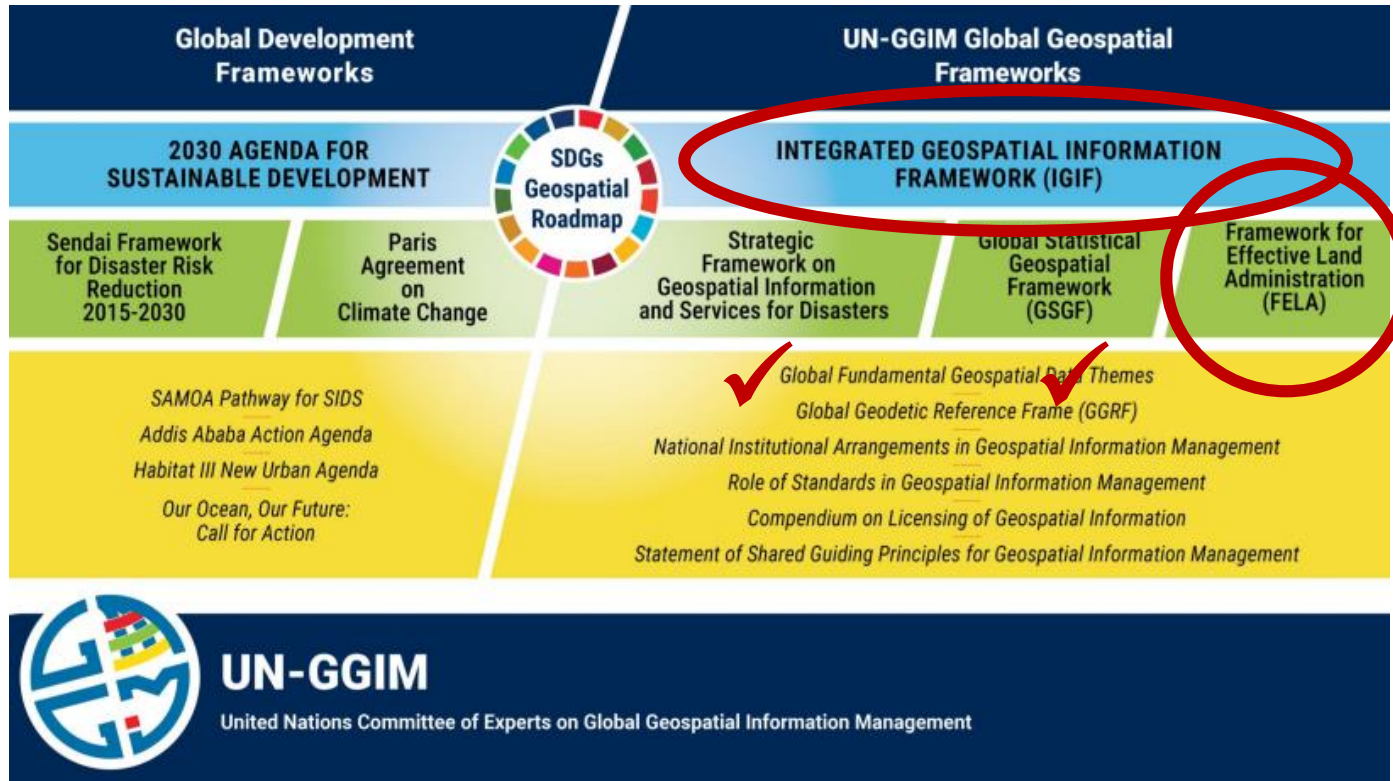 Global Development
Frameworks
UN-GGIM Global Geospatial
Frameworks
2030 AGENDA FOR
SUSTAINABLE DEVELOPMENT
SDGs
Geospatial
Roadmap
INTEGRATED GEOSPATIAL INFORMATION
FRAMEWORK (IGIF)
Sendai Framework
for Disaster Risk
Reduction
2015-2030
Paris
Agreement
on
Climate Change
Strategic
Framework on
Geospatial Information
and Services for Disasters
Global Statistical
Geospatial
Framework
(GSGF)
Framework for
Effective Land
Administration
(FELA)
SAMOA Pathway for SIDS
Addis Ababa Action Agenda
Habitat III New Urban Agenda
Our Ocean, Our Future:
Call for Action
Global Fundamental Geospatial Data Themes
Global Geodetic Reference Frame (GGRF)
National Institutional Arrangements in Geospatial Information Management
Role of Standards in Geospatial Information Management
Compendium on Licensing of Geospatial Information
Statement of Shared Guiding Principles for Geospatial Information Management
UN-GGIM
United Nations Committee of Experts on Global Geospatial Information Management